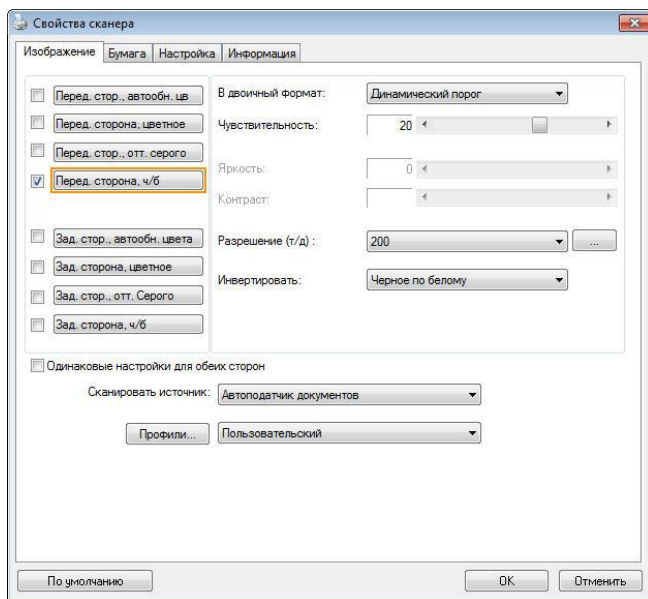 Свойства сканера
Изображение Бумага Настройка Информация
Перед. стор., автообн. цв
Перед. сторона, цветное
Перед. стор., отт. серого
Перед. сторона, ч/б
Зад. стор., автообн. цвета
Зад. сторона, цветное
Зад. стор., отт. Серого
Зад. сторона, ч/б
В двоичный формат: Динамический порог
Чувствительность: 20
Яркость: 0
Контраст:
Разрешение (т/д) : 200 ...
Инвертировать: Черное по белому
Одинаковые настройки для обеих сторон
Сканировать источник: Автоподатчик документов
Профили... Пользовательский
По умолчанию OK Отменить